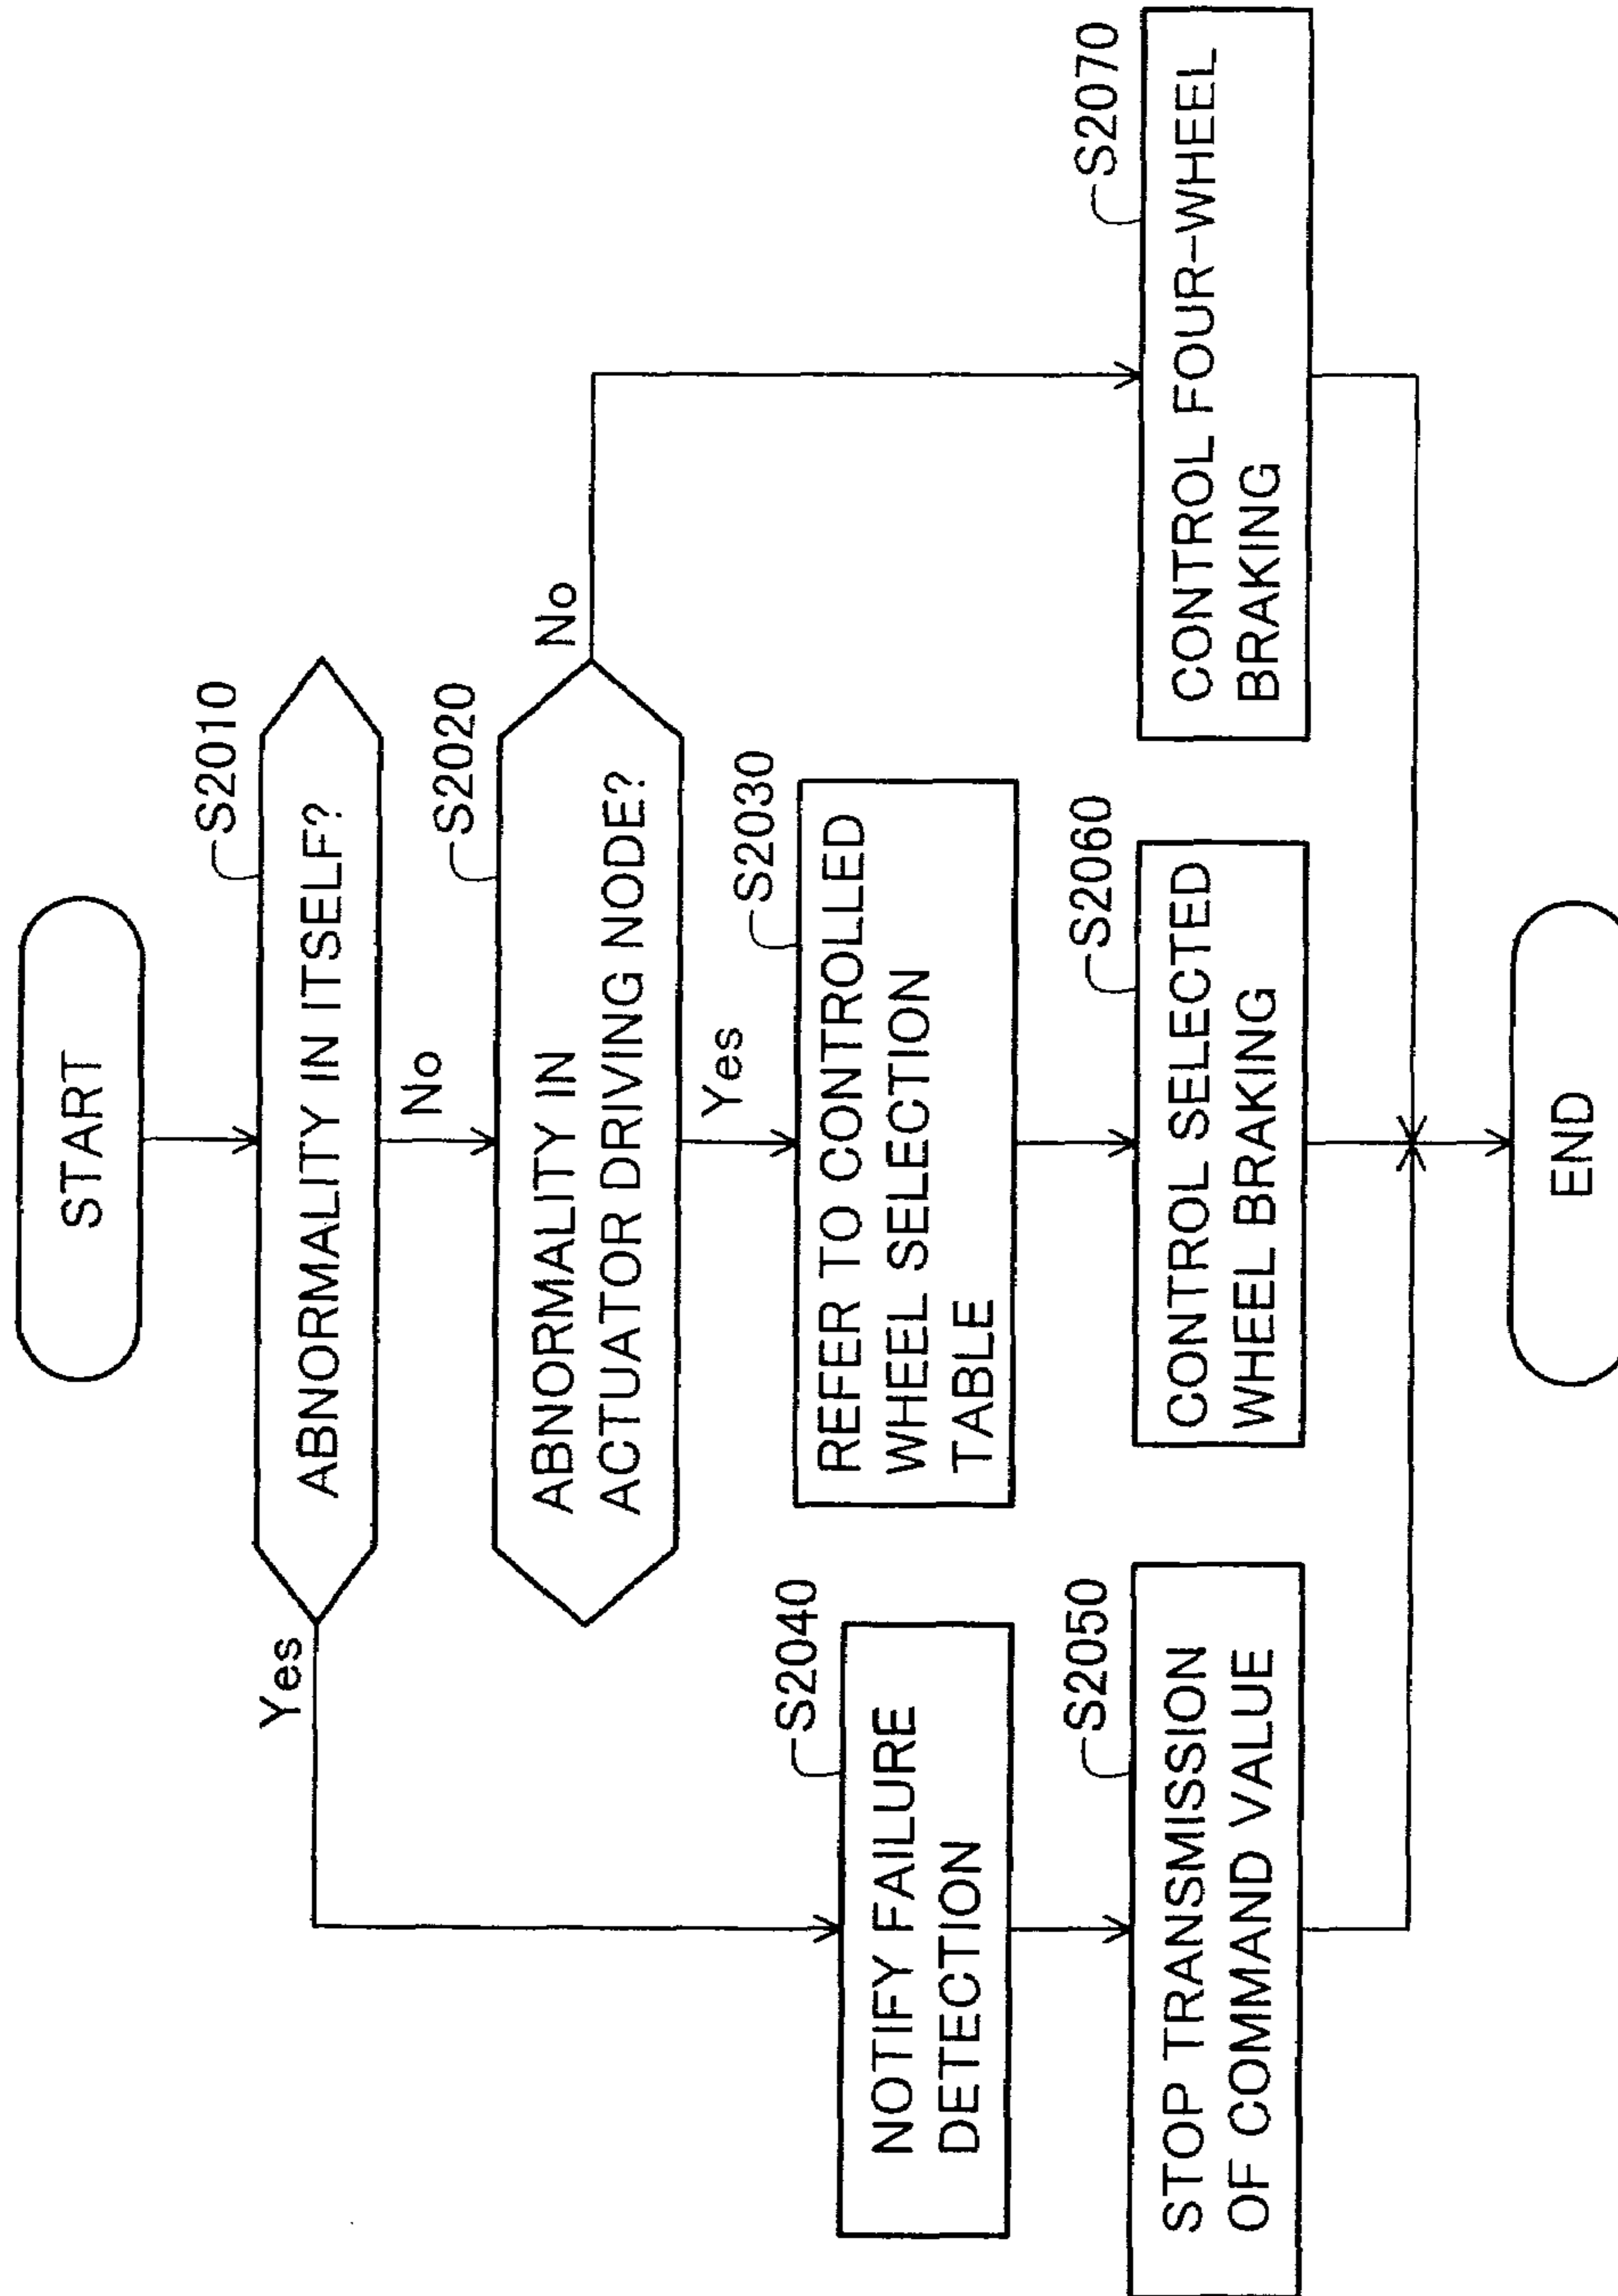 START
S2010
ABNORMALITY IN ITSELF?
Yes
No
S2020
ABNORMALITY IN
ACTUATOR DRIVING NODE?
No
Yes
S2040
NOTIFY FAILURE
DETECTION
S2030
REFER TO CONTROLLED
WHEEL SELECTION
TABLE
S2050
STOP TRANSMISSION
OF COMMAND VALUE
S2060
CONTROL SELECTED
WHEEL BRAKING
S2070
CONTROL FOUR-WHEEL
BRAKING
END